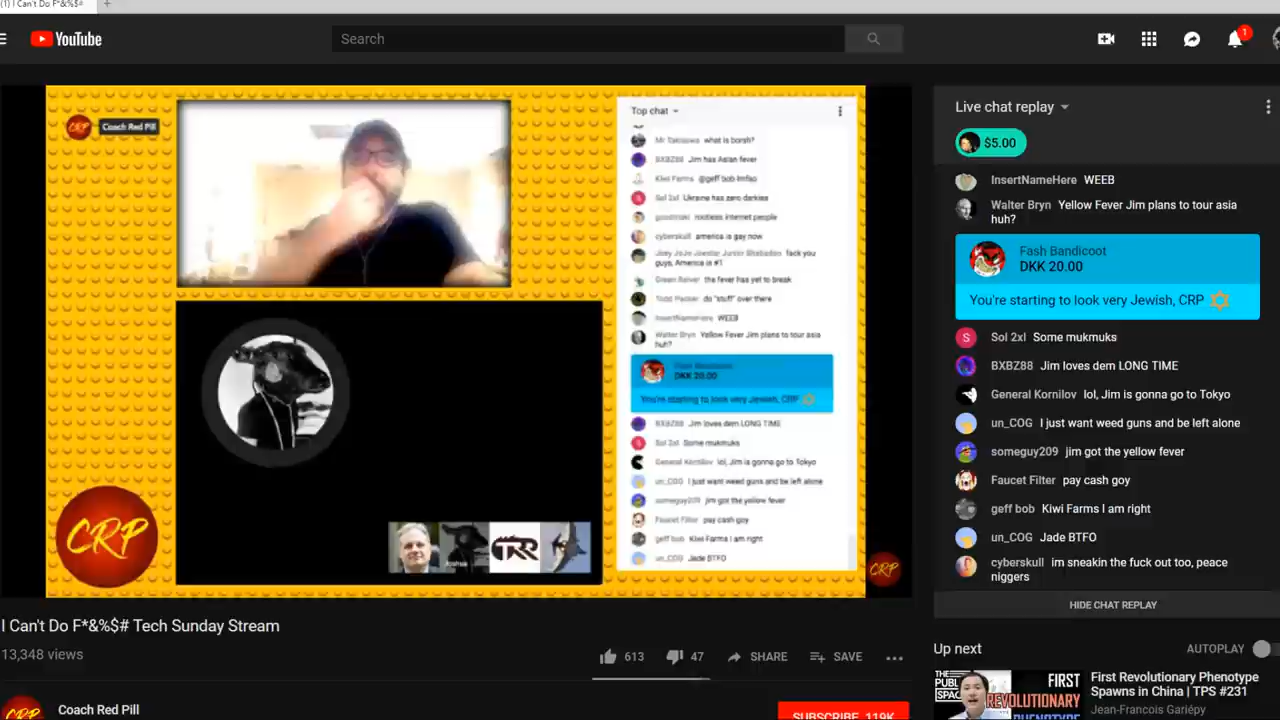 (1) I Can't Do F*&%$#
YouTube
Search
1
CRP
Coach Red Pill
Top chat
Mr Takisawa what is borsh?
BXBZ88 Jim has Asian fever
Kiwi Farms @geff bob lmfao
Sol 2xl Ukraine has zero darkies
rootless internet people
cyberskull america is gay now
fack you
guys, America is #1
the fever has yet to break
Todd Packer do "stuff" over there
InsertNameHere WEEB
Walter Bryn Yellow Fever Jim plans to tour asia
huh?
DKK 20.00
You're starting to look very Jewish, CRP
BXBZ88 Jim loves dem LONG TIME
Sol 2xl Some mukmuks
General Kornilov lol, Jim is gonna go to Tokyo
un_COG I just want weed guns and be left alone
someguy209 jim got the yellow fever
Faucet Filter pay cash goy
geff bob Kiwi Farms I am right
un_COG Jade BTFO
CRP
TRR
CRP
Live chat replay
$5.00
InsertNameHere WEEB
Walter Bryn Yellow Fever Jim plans to tour asia
huh?
Fash Bandicoot
DKK 20.00
You're starting to look very Jewish, CRP
S Sol 2xl Some mukmuks
BXBZ88 Jim loves dem LONG TIME
General Kornilov lol, Jim is gonna go to Tokyo
un_COG I just want weed guns and be left alone
someguy209 jim got the yellow fever
Faucet Filter pay cash goy
geff bob Kiwi Farms I am right
un_COG Jade BTFO
cyberskull im sneakin the fuck out too, peace
niggers
HIDE CHAT REPLAY
I Can't Do F*&%$# Tech Sunday Stream
13,348 views
613 47 SHARE SAVE
Coach Red Pill
SUBSCRIBE 119K
Up next AUTOPLAY
THE
PUBL
SPACE
FIRST
REVOLUTIONARY
PHENOTYPE
First Revolutionary Phenotype
Spawns in China | TPS #231
Jean-Francois Gariépy